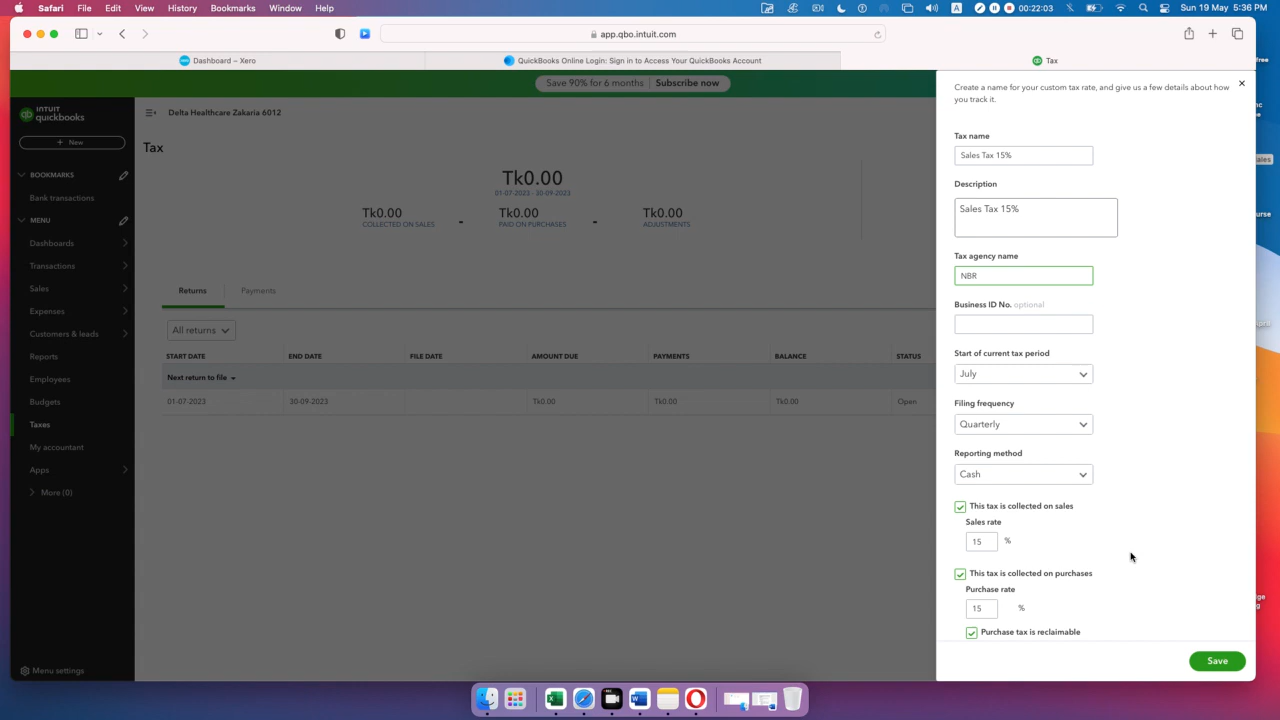 Safari File Edit View History Bookmarks Window Help
00:22:03
Sun 19 May 5:36 PM
app.qbo.intuit.com
Dashboard – Xero
QuickBooks Online Login: Sign in to Access Your QuickBooks Account
Tax
Save 90% for 6 months Subscribe now
INTUIT
quickbooks
Delta Healthcare Zakaria 6012
+ New
Tax
BOOKMARKS
Bank transactions
MENU
Dashboards
Transactions
Sales
Expenses
Customers & leads
Reports
Employees
Budgets
Taxes
My accountant
Apps
More (0)
Menu settings
Tk0.00
01-07-2023 - 30-09-2023
Tk0.00 - Tk0.00 - Tk0.00
COLLECTED ON SALES PAID ON PURCHASES ADJUSTMENTS
Returns Payments
All returns
START DATE END DATE FILE DATE AMOUNT DUE PAYMENTS BALANCE STATUS
Next return to file
01-07-2023 30-09-2023 Tk0.00 Tk0.00 Tk0.00 Open
Create a name for your custom tax rate, and give us a few details about how
you track it.
Tax name
Sales Tax 15%
Description
Sales Tax 15%
Tax agency name
NBR
Business ID No. optional
Start of current tax period
July
Filing frequency
Quarterly
Reporting method
Cash
This tax is collected on sales
Sales rate
15 %
This tax is collected on purchases
Purchase rate
15 %
Purchase tax is reclaimable
Save